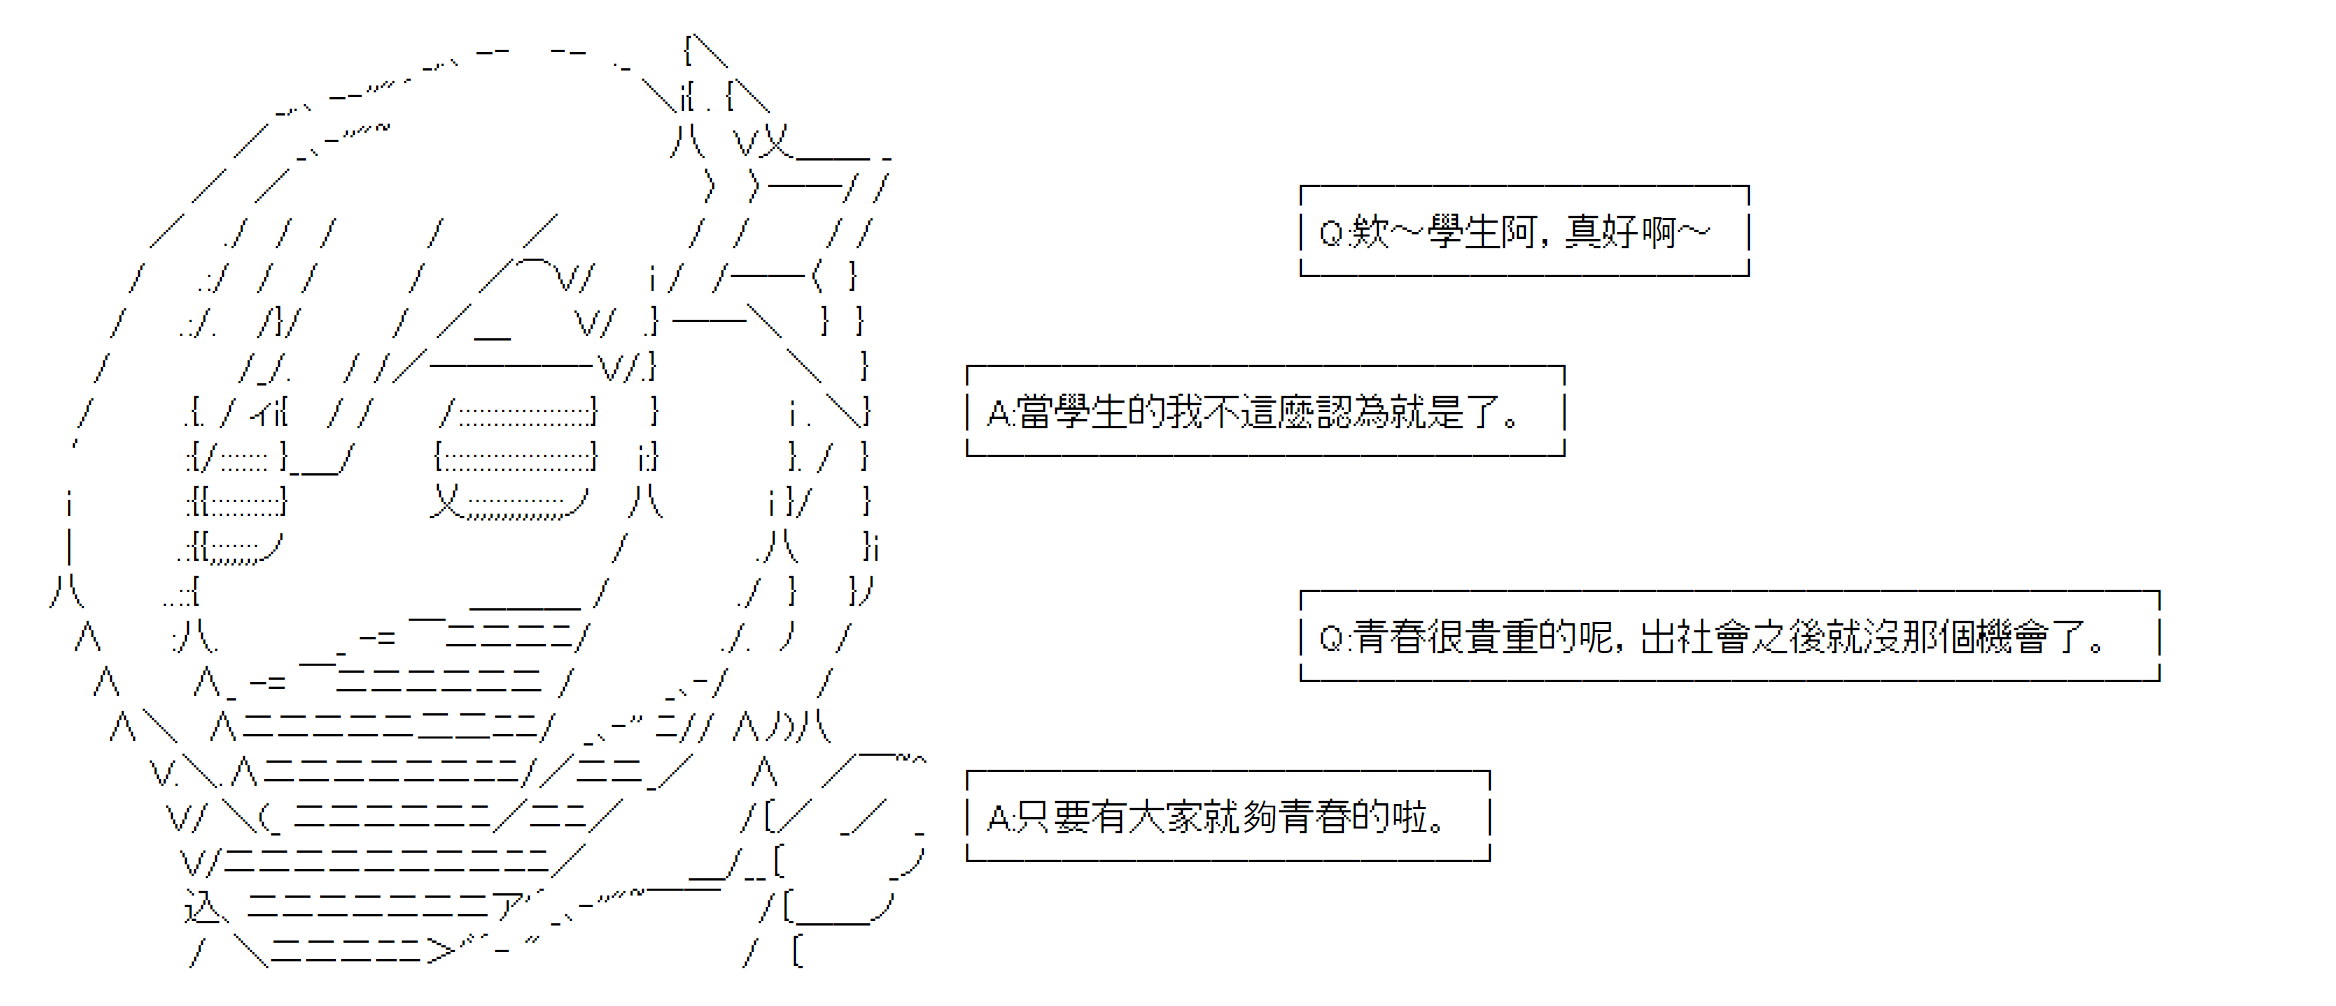 Q:欸～學生阿，真好啊～
A:當學生的我不這麼認為就是了。
Q:青春很貴重的呢，出社會之後就沒那個機會了。
A:只要有大家就夠青春的啦。